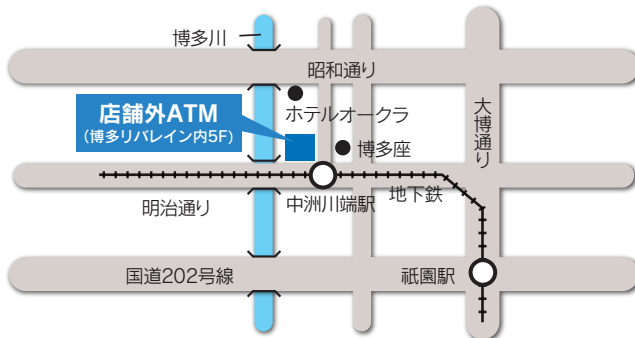 博多川
昭和通り
店舗外ATM
(博多リバレイン内5F)
ホテルオークラ
大博通り
博多座
地下鉄
中洲川端駅
明治通り
国道202号線
祇園駅